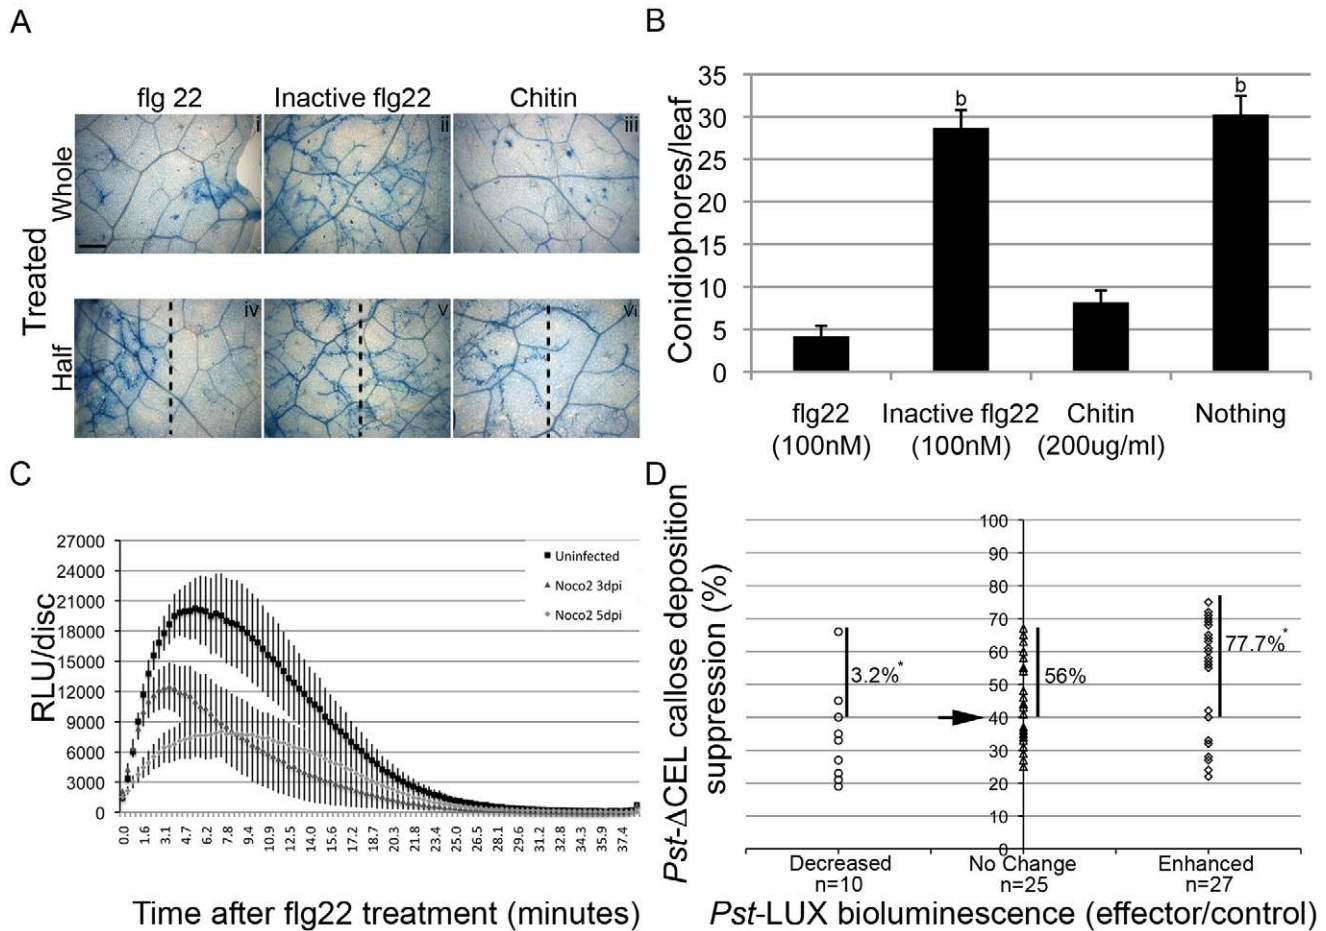 A
flg 22
Inactive flg22
Chitin
Treated
Whole
Half
i
ii
iii
iv
v
vi
B
Conidiophores/leaf
35
30
25
20
15
10
5
0
b
b
flg22
(100nM)
Inactive flg22
(100nM)
Chitin
(200ug/ml)
Nothing
C
RLU/disc
27000
24000
21000
18000
15000
12000
9000
6000
3000
0
Uninfected
Noco2 3dpi
Noco2 5dpi
0.0
1.6
3.1
4.7
6.2
7.8
9.4
10.9
12.5
14.0
15.6
17.2
18.7
20.3
21.8
23.4
25.0
26.5
28.1
29.6
31.2
32.8
34.3
35.9
37.4
Time after flg22 treatment (minutes)
D
Pst-ΔCEL callose deposition
suppression (%)
100
90
80
70
60
50
40
30
20
10
0
3.2%*
56%
77.7%*
Decreased
n=10
No Change
n=25
Enhanced
n=27
Pst-LUX bioluminescence (effector/control)